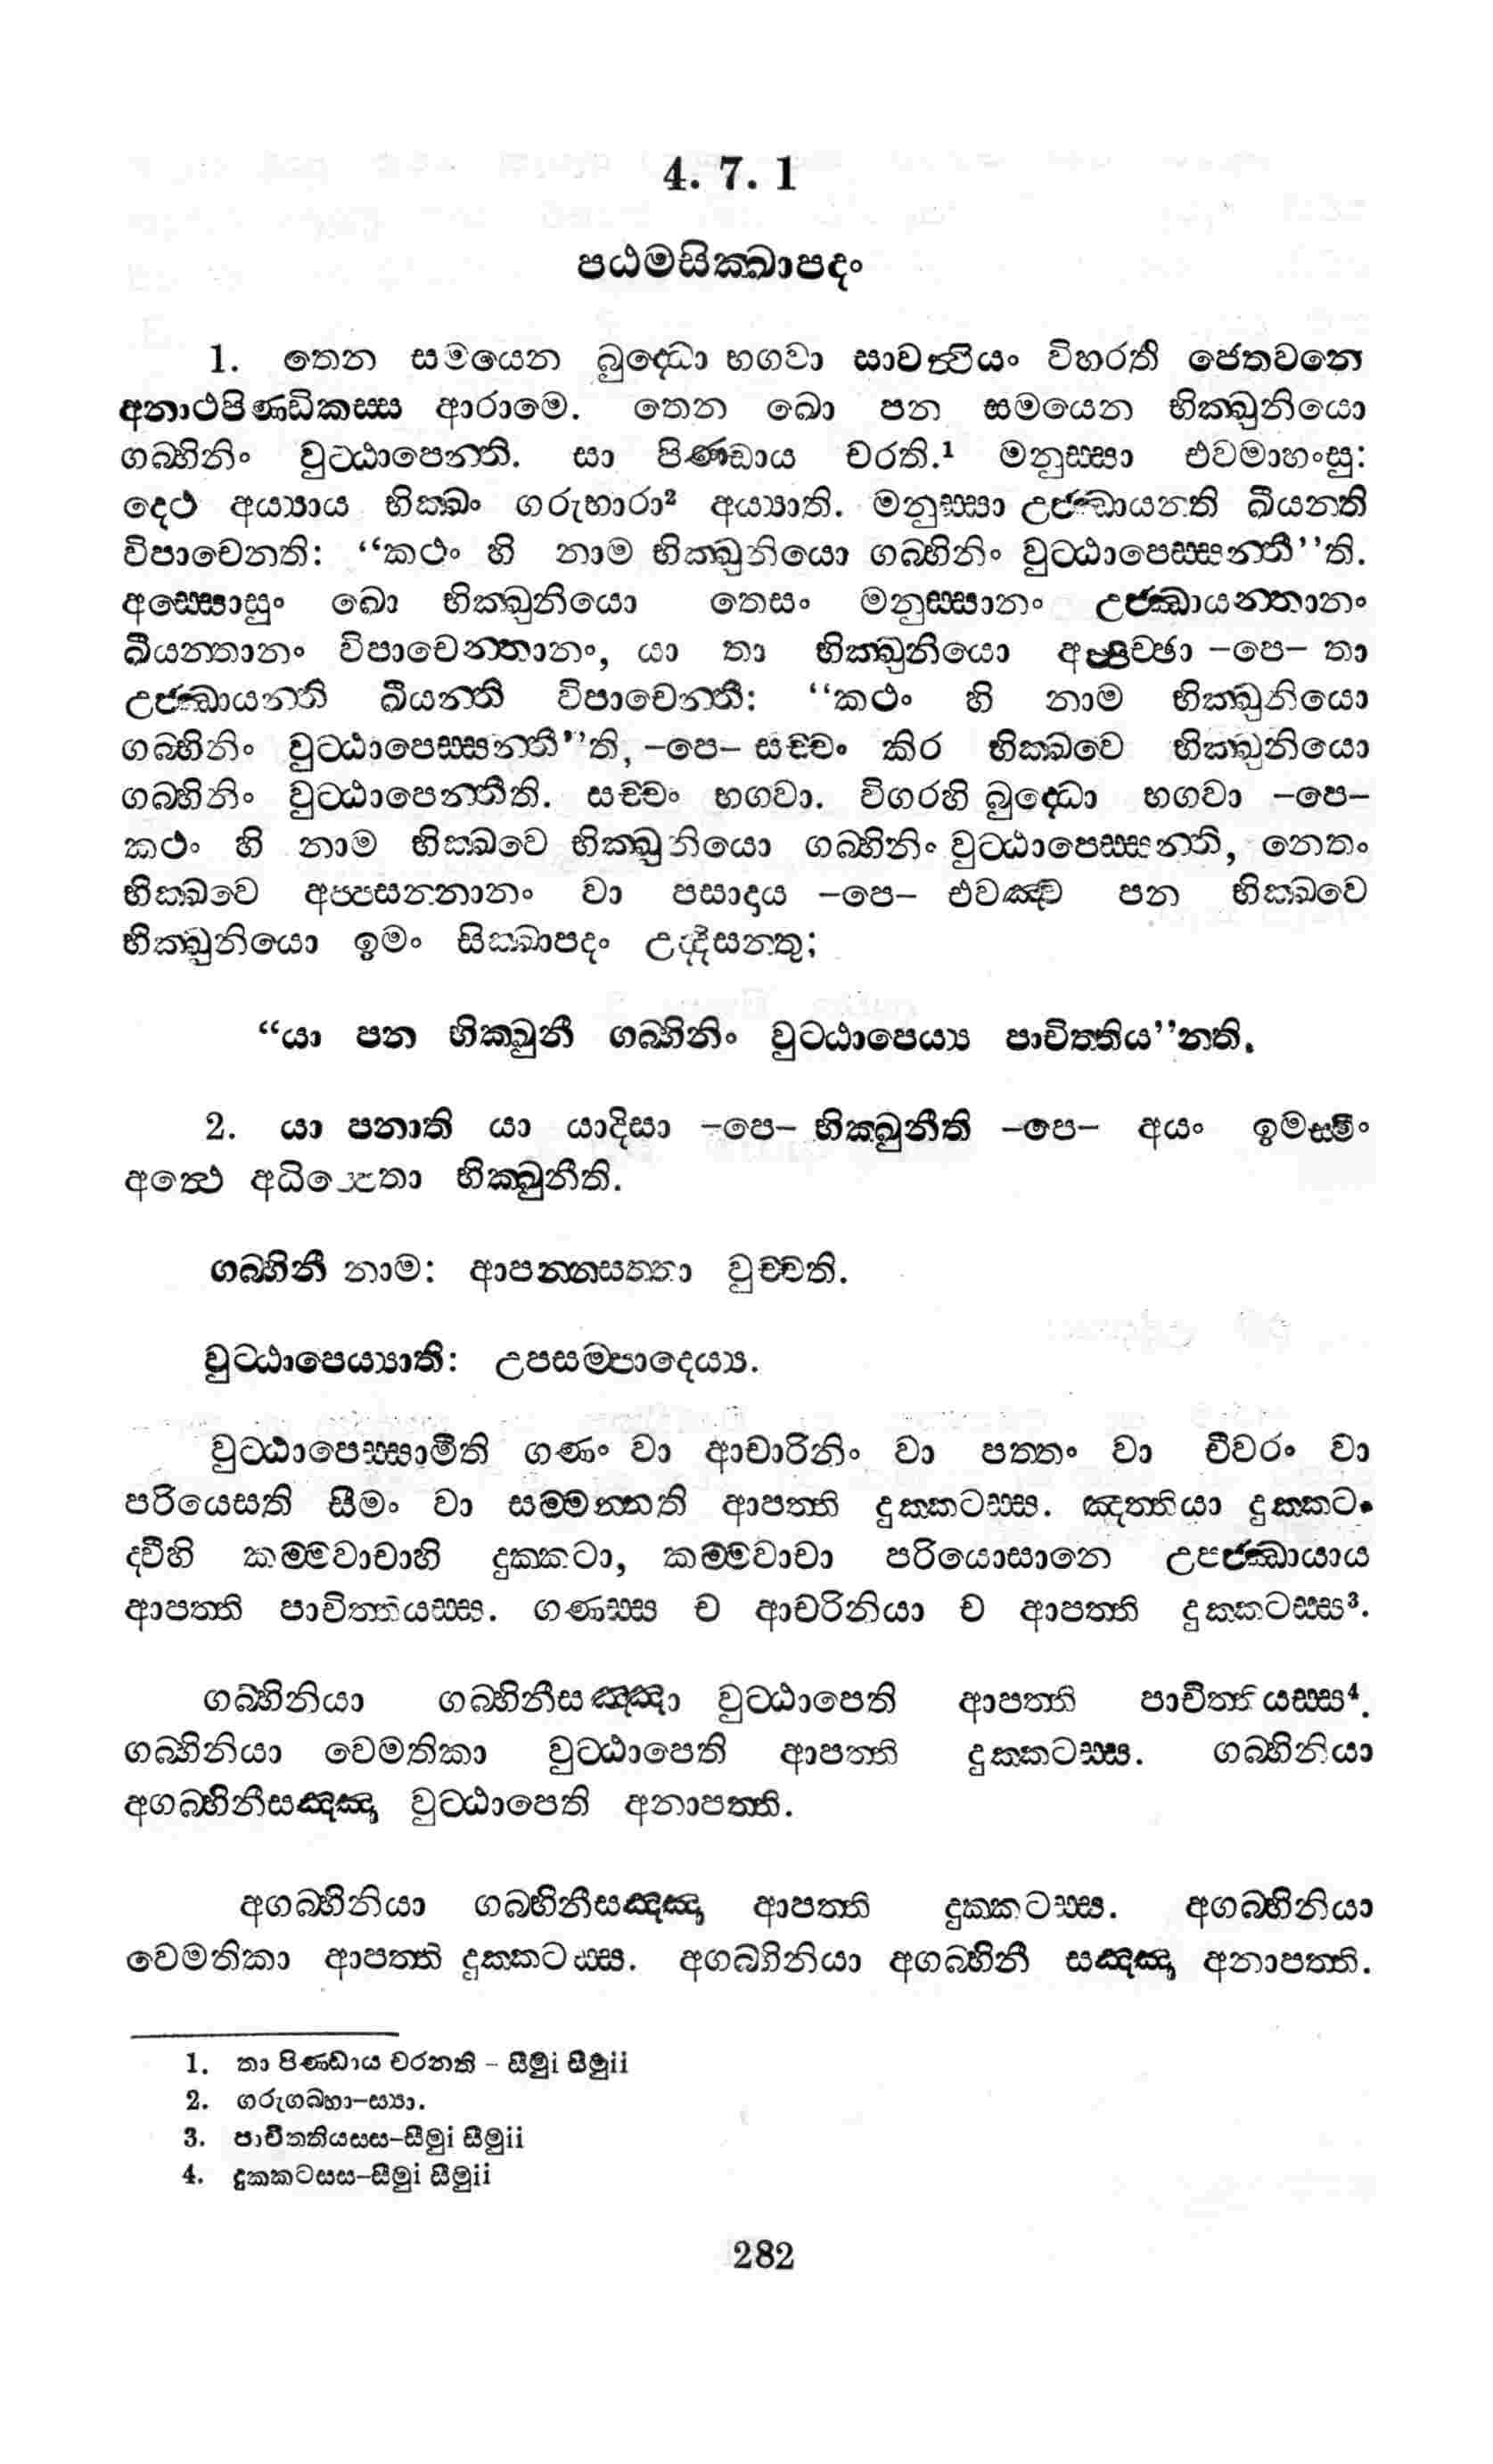 4. 7. 1
පඨමසික්ඛාපදං
1. තෙන සමයෙන බුද්ධො භගවා සාවත්ථියං විහරති ජෙතවනෙ
අනාථපිණ්ඩිකස්ස ආරාමෙ. තෙන ඛො පන සමයෙන භික්ඛුනියො
ගබ්භිනිං වුට්ඨාපෙන්ති. සා පිණ්ඩාය චරති.¹ මනුස්සා එවමාහංසු:
දෙථ අය්‍යාය භික්ඛං ගරුභාරා² අය්‍යාති. මනුස්සා උජ්ඣායන්ති ඛීයන්ති
විපාචෙන්ති: “කථං හි නාම භික්ඛුනියො ගබ්භිනිං වුට්ඨාපෙස්සන්තී”ති.
අස්සොසුං ඛො භික්ඛුනියො තෙසං මනුස්සානං උජ්ඣායන්තානං
ඛීයන්තානං විපාචෙන්තානං, යා තා භික්ඛුනියො අප්පිච්ඡා –පෙ– තා
උජ්ඣායන්ති ඛීයන්ති විපාචෙන්තී: “කථං හි නාම භික්ඛුනියො
ගබ්භිනිං වුට්ඨාපෙස්සන්තී”ති, –පෙ– සච්චං කිර භික්ඛවෙ භික්ඛුනියො
ගබ්භිනිං වුට්ඨාපෙන්තීති. සච්චං භගවා. විගරහි බුද්ධො භගවා –පෙ–
කථං හි නාම භික්ඛවෙ භික්ඛුනියො ගබ්භිනිං වුට්ඨාපෙස්සන්ති, නෙතං
භික්ඛවෙ අප්පසන්නානං වා පසාදාය –පෙ– එවඤ්ච පන භික්ඛවෙ
භික්ඛුනියො ඉමං සික්ඛාපදං උද්දිසන්තු;
“යා පන භික්ඛුනී ගබ්භිනිං වුට්ඨාපෙය්‍ය පාචිත්තිය”න්ති.
2. යා පනාති යා යාදිසා –පෙ– භික්ඛුනීති –පෙ– අයං ඉමස්මිං
අත්ථෙ අධිප්පෙතා භික්ඛුනීති.
ගබ්භිනී නාම: ආපන්නසත්තා වුච්චති.
වුට්ඨාපෙය්‍යාති: උපසම්පාදෙය්‍ය.
වුට්ඨාපෙස්සාමීති ගණං වා ආචාරිනිං වා පත්තං වා චීවරං වා
පරියෙසති සීමං වා සම්මන්නති ආපත්ති දුක්කටස්ස. ඤත්තියා දුක්කටං
ද්වීහි කම්මවාචාහි දුක්කටා, කම්මවාචා පරියොසානෙ උපජ්ඣායාය
ආපත්ති පාචිත්තියස්ස. ගණස්ස ච ආචරිනියා ච ආපත්ති දුක්කටස්ස³.
ගබ්භිනියා ගබ්භිනීසඤ්ඤා වුට්ඨාපෙති ආපත්ති පාචිත්තියස්ස⁴.
ගබ්භිනියා වෙමතිකා වුට්ඨාපෙති ආපත්ති දුක්කටස්ස. ගබ්භිනියා
අගබ්භිනීසඤ්ඤා වුට්ඨාපෙති අනාපත්ති.
අගබ්භිනියා ගබ්භිනීසඤ්ඤා ආපත්ති දුක්කටස්ස. අගබ්භිනියා
වෙමතිකා ආපත්ති දුක්කටස්ස. අගබ්භිනියා අගබ්භිනී සඤ්ඤා අනාපත්ති.
1. තා පිණ්ඩාය චරන්ති – සීමුi සීමුii
2. ගරුගබ්භා–ස්‍යා.
3. පාචිත්තියස්ස–සීමුi සීමුii
4. දුක්කටස්ස–සීමුi සීමුii
282